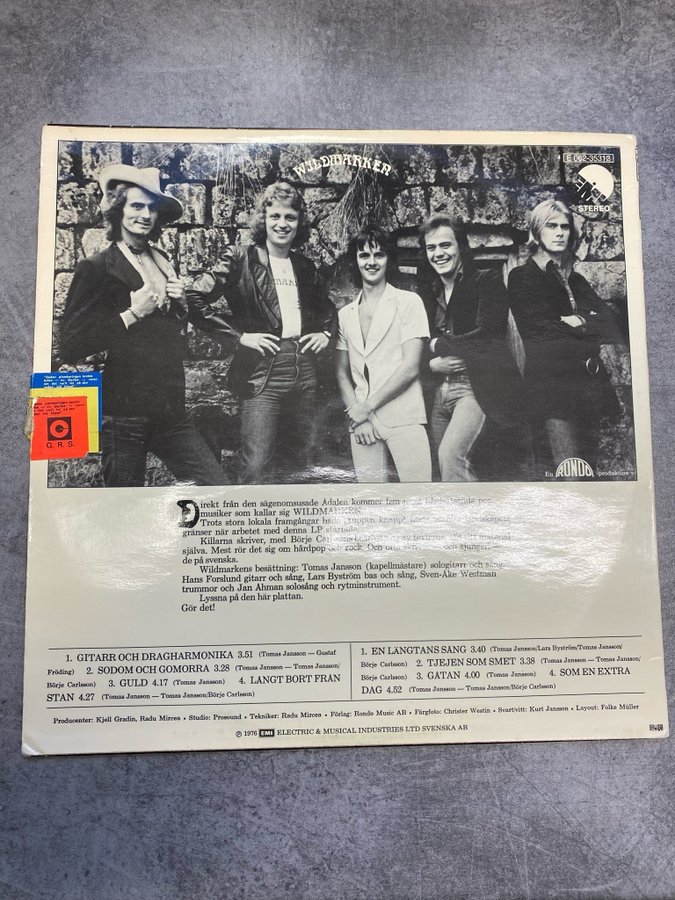 WILDMARKEN
E 062-35312
EMI
STEREO
G. R. S.
En RONDO produktion
Direkt från den sägenomsusade Ådalen kommer fem
musiker som kallar sig WILDMARKEN.
Trots stora lokala framgångar
gränser när arbetet med denna LP startade.
Killarna skriver, med Börje
själva. Mest rör det sig om hårdpop och rock. Och och sjunger, —
de på svenska.
Wildmarkens besättning: Tomas Jansson (kapellmästare) sologitarr och sång,
Hans Forslund gitarr och sång, Lars Byström bas och sång, Sven-Åke Westman
trummor och Jan Åhman solosång och rytminstrument.
Lyssna på den här plattan.
Gör det!
1. GITARR OCH DRAGHARMONIKA 3.51 (Tomas Jansson — Gustaf
Fröding) 2. SODOM OCH GOMORRA 3.28 (Tomas Jansson — Tomas Jansson/
Börje Carlsson) 3. GULD 4.17 (Tomas Jansson) 4. LÅNGT BORT FRÅN
STAN 4.27 (Tomas Jansson — Tomas Jansson/Börje Carlsson)
1. EN LÄNGTANS SÅNG 3.40 (Tomas Jansson/Lars Byström/Tomas Jansson/
Börje Carlsson) 2. TJEJEN SOM SMET 3.38 (Tomas Jansson — Tomas Jansson/
Börje Carlsson) 3. GATAN 4.00 (Tomas Jansson) 4. SOM EN EXTRA
DAG 4.52 (Tomas Jansson — Tomas Jansson/Börje Carlsson)
Producenter: Kjell Gradin, Radu Mircea • Studio: Prosound • Tekniker: Radu Mircea • Förlag: Rondo Music AB • Färgfoto: Christer Westin • Svart/vitt: Kurt Jansson • Layout: Folke Müller
℗ 1976 EMI ELECTRIC & MUSICAL INDUSTRIES LTD SVENSKA AB